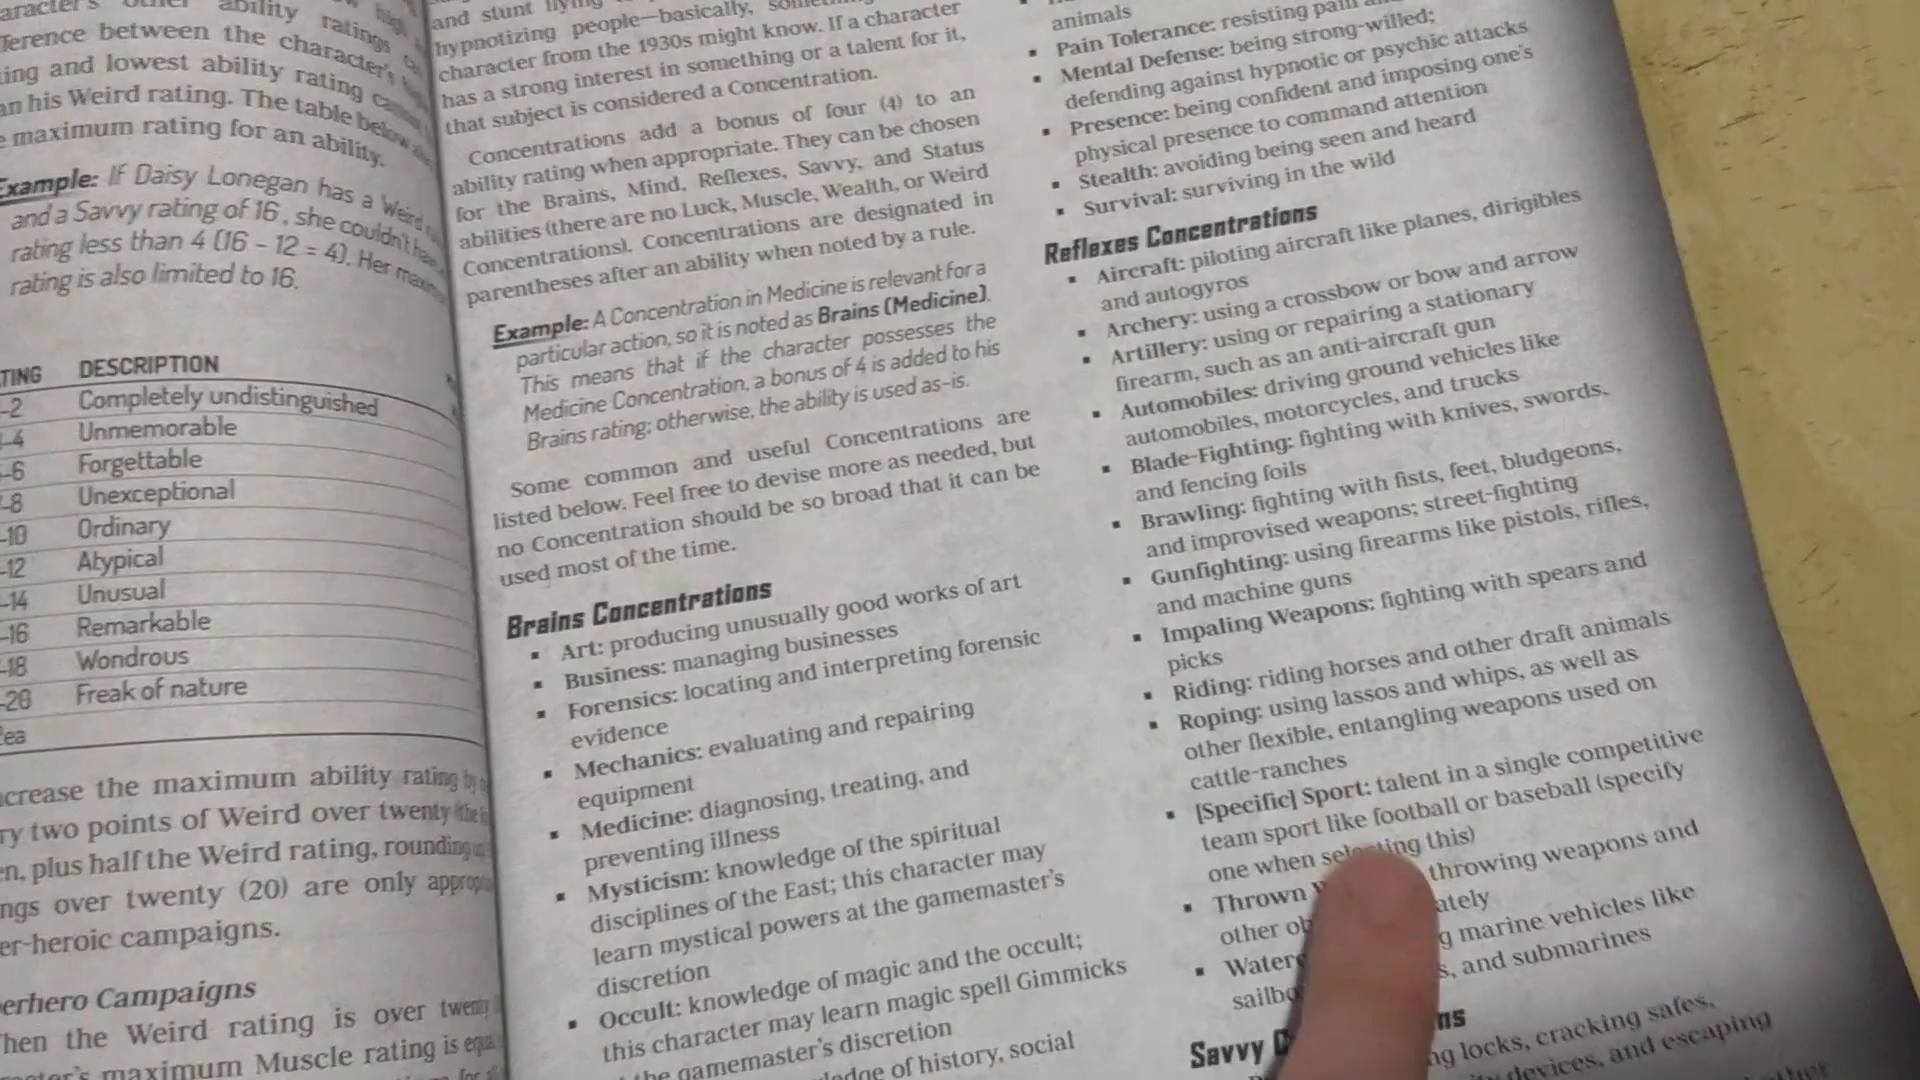 ability ratings
ference between the character's
ing and lowest ability rating
an his Weird rating. The table below
e maximum rating for an ability.
Example: If Daisy Lonegan has a Weird
and a Savvy rating of 16 , she couldn't
rating less than 4 (16 – 12 = 4). Her
rating is also limited to 16.
TING DESCRIPTION
-2 Completely undistinguished
-4 Unmemorable
-6 Forgettable
-8 Unexceptional
-10 Ordinary
-12 Atypical
-14 Unusual
-16 Remarkable
-18 Wondrous
-20 Freak of nature
crease the maximum ability rating
ry two points of Weird over twenty
en, plus half the Weird rating, rounding
ngs over twenty (20) are only
er-heroic campaigns.
erhero Campaigns
hen the Weird rating is over twenty
maximum Muscle rating is
and stunt flying
hypnotizing people—basically,
character from the 1930s might know. If a character
has a strong interest in something or a talent for it,
that subject is considered a Concentration.
Concentrations add a bonus of four (4) to an
ability rating when appropriate. They can be chosen
for the Brains, Mind, Reflexes, Savvy, and Status
abilities (there are no Luck, Muscle, Wealth, or Weird
Concentrations). Concentrations are designated in
parentheses after an ability when noted by a rule.
Example: A Concentration in Medicine is relevant for a
particular action, so it is noted as Brains (Medicine).
This means that if the character possesses the
Medicine Concentration, a bonus of 4 is added to his
Brains rating; otherwise, the ability is used as-is.
Some common and useful Concentrations are
listed below. Feel free to devise more as needed, but
no Concentration should be so broad that it can be
used most of the time.
Brains Concentrations
▪ Art: producing unusually good works of art
▪ Business: managing businesses
▪ Forensics: locating and interpreting forensic
evidence
▪ Mechanics: evaluating and repairing
equipment
▪ Medicine: diagnosing, treating, and
preventing illness
▪ Mysticism: knowledge of the spiritual
disciplines of the East; this character may
learn mystical powers at the gamemaster's
discretion
▪ Occult: knowledge of magic and the occult;
this character may learn magic spell Gimmicks
the gamemaster's discretion
of history, social
animals
▪ Pain Tolerance: resisting pain
▪ Mental Defense: being strong-willed;
defending against hypnotic or psychic attacks
▪ Presence: being confident and imposing one's
physical presence to command attention
▪ Stealth: avoiding being seen and heard
▪ Survival: surviving in the wild
Reflexes Concentrations
▪ Aircraft: piloting aircraft like planes, dirigibles
and autogyros
▪ Archery: using a crossbow or bow and arrow
▪ Artillery: using or repairing a stationary
firearm, such as an anti-aircraft gun
▪ Automobiles: driving ground vehicles like
automobiles, motorcycles, and trucks
▪ Blade-Fighting: fighting with knives, swords,
and fencing foils
▪ Brawling: fighting with fists, feet, bludgeons,
and improvised weapons; street-fighting
▪ Gunfighting: using firearms like pistols, rifles,
and machine guns
▪ Impaling Weapons: fighting with spears and
picks
▪ Riding: riding horses and other draft animals
▪ Roping: using lassos and whips, as well as
other flexible, entangling weapons used on
cattle-ranches
▪ [Specific] Sport: talent in a single competitive
team sport like football or baseball (specify
one when selecting this)
▪ Thrown throwing weapons and
other
marine vehicles like
and submarines
Savvy
locks, cracking safes,
devices, and escaping